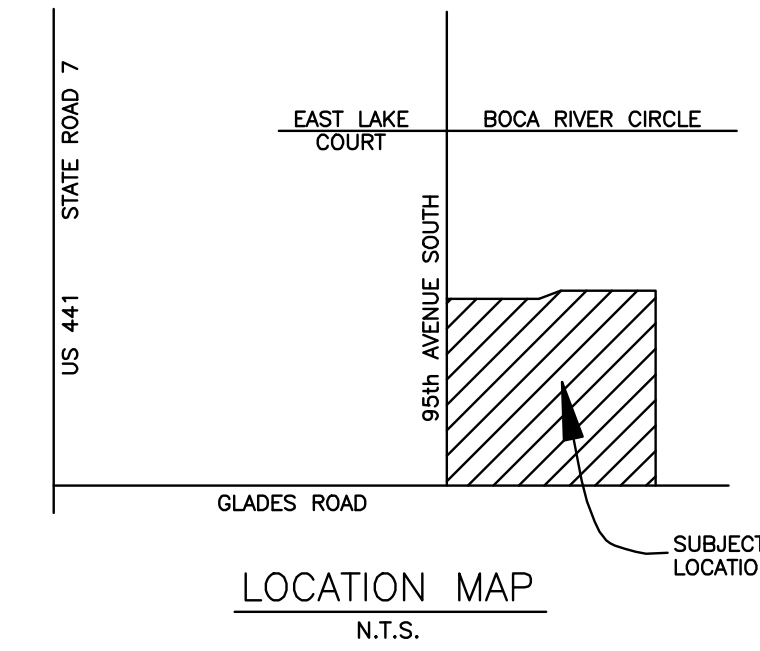 STATE ROAD 7
US 441
EAST LAKE
COURT
BOCA RIVER CIRCLE
95th AVENUE SOUTH
GLADES ROAD
SUBJECT
LOCATIO
LOCATION MAP
N.T.S.